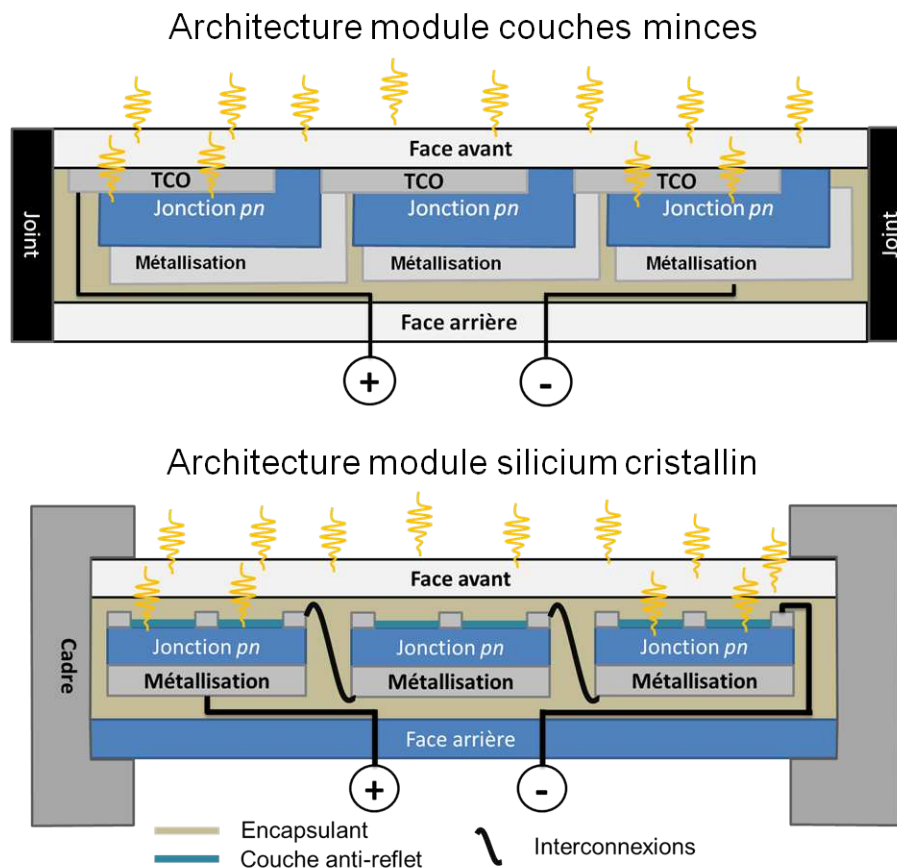 Architecture module couches minces
Face avant
TCO TCO TCO
Joint Jonction pn Jonction pn Jonction pn Joint
Métallisation Métallisation Métallisation
Face arrière
+ -
Architecture module silicium cristallin
Face avant
Cadre Jonction pn Jonction pn Jonction pn Cadre
Métallisation Métallisation Métallisation
Face arrière
+ -
Encapsulant Interconnexions
Couche anti-reflet